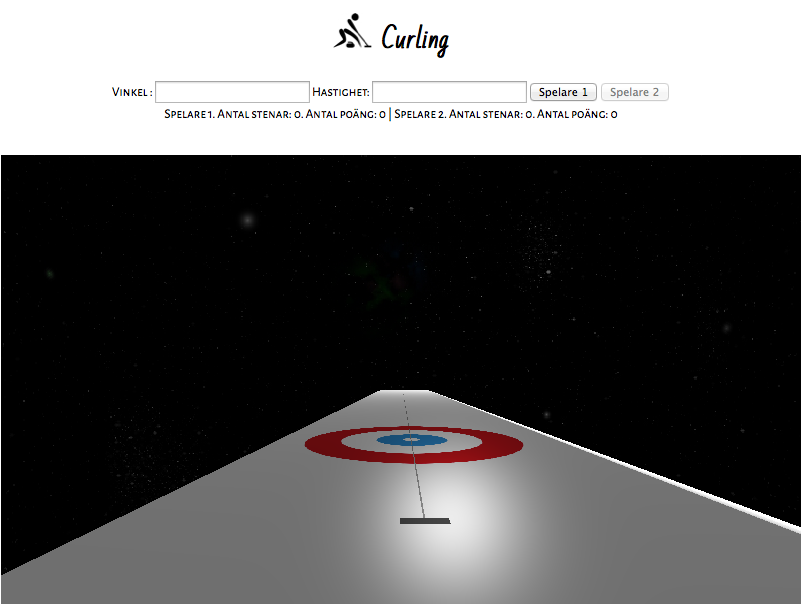 Curling
Vinkel: Hastighet: Spelare 1 Spelare 2
Spelare 1. Antal stenar: 0. Antal poäng: 0 | Spelare 2. Antal stenar: 0. Antal poäng: 0